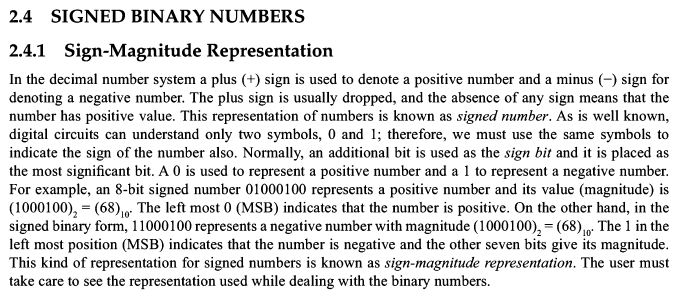 2.4 SIGNED BINARY NUMBERS
2.4.1 Sign-Magnitude Representation
In the decimal number system a plus (+) sign is used to denote a positive number and a minus (−) sign for
denoting a negative number. The plus sign is usually dropped, and the absence of any sign means that the
number has positive value. This representation of numbers is known as signed number. As is well known,
digital circuits can understand only two symbols, 0 and 1; therefore, we must use the same symbols to
indicate the sign of the number also. Normally, an additional bit is used as the sign bit and it is placed as
the most significant bit. A 0 is used to represent a positive number and a 1 to represent a negative number.
For example, an 8-bit signed number 01000100 represents a positive number and its value (magnitude) is
(1000100)₂ = (68)₁₀. The left most 0 (MSB) indicates that the number is positive. On the other hand, in the
signed binary form, 11000100 represents a negative number with magnitude (1000100)₂ = (68)₁₀. The 1 in the
left most position (MSB) indicates that the number is negative and the other seven bits give its magnitude.
This kind of representation for signed numbers is known as sign-magnitude representation. The user must
take care to see the representation used while dealing with the binary numbers.